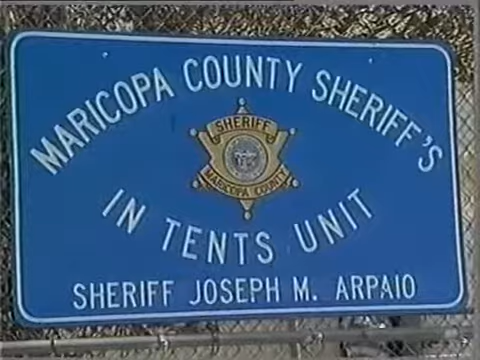 MARICOPA COUNTY SHERIFF'S
SHERIFF
MARICOPA COUNTY
IN TENTS UNIT
SHERIFF JOSEPH M. ARPAIO